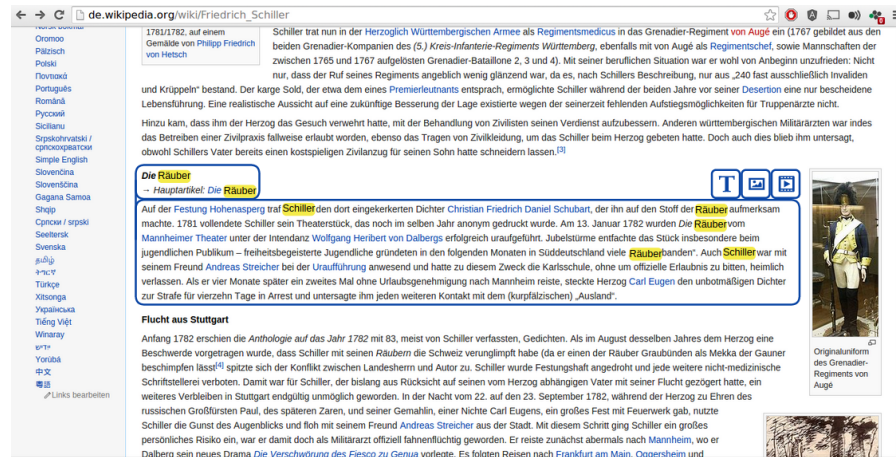 de.wikipedia.org/wiki/Friedrich_Schiller
Norsk bokmål
Oromoo
Pälzisch
Polski
Ποντιακά
Português
Română
Русский
Sicilianu
Srpskohrvatski /
српскохрватски
Simple English
Slovenčina
Slovenščina
Gagana Samoa
Shqip
Српски / srpski
Seeltersk
Svenska
தமிழ்
ትግርኛ
Türkçe
Xitsonga
Українська
Tiếng Việt
Winaray
ייִדיש
Yorùbá
中文
粵語
Links bearbeiten
1781/1782, auf einem
Gemälde von Philipp Friedrich
von Hetsch
Schiller trat nun in der Herzoglich Württembergischen Armee als Regimentsmedicus in das Grenadier-Regiment von Augé ein (1767 gebildet aus den
beiden Grenadier-Kompanien des (5.) Kreis-Infanterie-Regiments Württemberg, ebenfalls mit von Augé als Regimentschef, sowie Mannschaften der
zwischen 1765 und 1767 aufgelösten Grenadier-Bataillone 2, 3 und 4). Mit seiner beruflichen Situation war er wohl von Anbeginn unzufrieden: Nicht
nur, dass der Ruf seines Regiments angeblich wenig glänzend war, da es, nach Schillers Beschreibung, nur aus „240 fast ausschließlich Invaliden
und Krüppeln“ bestand. Der karge Sold, der etwa dem eines Premierleutnants entsprach, ermöglichte Schiller während der beiden Jahre vor seiner Desertion eine nur bescheidene
Lebensführung. Eine realistische Aussicht auf eine zukünftige Besserung der Lage existierte wegen der seinerzeit fehlenden Aufstiegsmöglichkeiten für Truppenärzte nicht.
Hinzu kam, dass ihm der Herzog das Gesuch verwehrt hatte, mit der Behandlung von Zivilisten seinen Verdienst aufzubessern. Anderen württembergischen Militärärzten war indes
das Betreiben einer Zivilpraxis fallweise erlaubt worden, ebenso das Tragen von Zivilkleidung, um das Schiller beim Herzog gebeten hatte. Doch auch dies blieb ihm untersagt,
obwohl Schillers Vater bereits einen kostspieligen Zivilanzug für seinen Sohn hatte schneidern lassen.[3]
Die Räuber
→ Hauptartikel: Die Räuber
T
Auf der Festung Hohenasperg traf Schiller den dort eingekerkerten Dichter Christian Friedrich Daniel Schubart, der ihn auf den Stoff der Räuber aufmerksam
machte. 1781 vollendete Schiller sein Theaterstück, das noch im selben Jahr anonym gedruckt wurde. Am 13. Januar 1782 wurden Die Räuber vom
Mannheimer Theater unter der Intendanz Wolfgang Heribert von Dalbergs erfolgreich uraufgeführt. Jubelstürme entfachte das Stück insbesondere beim
jugendlichen Publikum – freiheitsbegeisterte Jugendliche gründeten in den folgenden Monaten in Süddeutschland viele „Räuberbanden“. Auch Schiller war mit
seinem Freund Andreas Streicher bei der Uraufführung anwesend und hatte zu diesem Zweck die Karlsschule, ohne um offizielle Erlaubnis zu bitten, heimlich
verlassen. Als er vier Monate später ein zweites Mal ohne Urlaubsgenehmigung nach Mannheim reiste, steckte Herzog Carl Eugen den unbotmäßigen Dichter
zur Strafe für vierzehn Tage in Arrest und untersagte ihm jeden weiteren Kontakt mit dem (kurpfälzischen) „Ausland“.
Originaluniform
des Grenadier-
Regiments von
Augé
Flucht aus Stuttgart
Anfang 1782 erschien die Anthologie auf das Jahr 1782 mit 83, meist von Schiller verfassten, Gedichten. Als im August desselben Jahres dem Herzog eine
Beschwerde vorgetragen wurde, dass Schiller mit seinen Räubern die Schweiz verunglimpft habe (da er einen der Räuber Graubünden als Mekka der Gauner
beschimpfen lässt[4] spitzte sich der Konflikt zwischen Landesherrn und Autor zu. Schiller wurde Festungshaft angedroht und jede weitere nicht-medizinische
Schriftstellerei verboten. Damit war für Schiller, der bislang aus Rücksicht auf seinen vom Herzog abhängigen Vater mit seiner Flucht gezögert hatte, ein
weiteres Verbleiben in Stuttgart endgültig unmöglich geworden. In der Nacht vom 22. auf den 23. September 1782, während der Herzog zu Ehren des
russischen Großfürsten Paul, des späteren Zaren, und seiner Gemahlin, einer Nichte Carl Eugens, ein großes Fest mit Feuerwerk gab, nutzte
Schiller die Gunst des Augenblicks und floh mit seinem Freund Andreas Streicher aus der Stadt. Mit diesem Schritt ging Schiller ein großes
persönliches Risiko ein, war er damit doch als Militärarzt offiziell fahnenflüchtig geworden. Er reiste zunächst abermals nach Mannheim, wo er
Dalberg sein neues Drama Die Verschwörung des Fiesco zu Genua vorlegte. Es folgten Reisen nach Frankfurt am Main, Oggersheim und